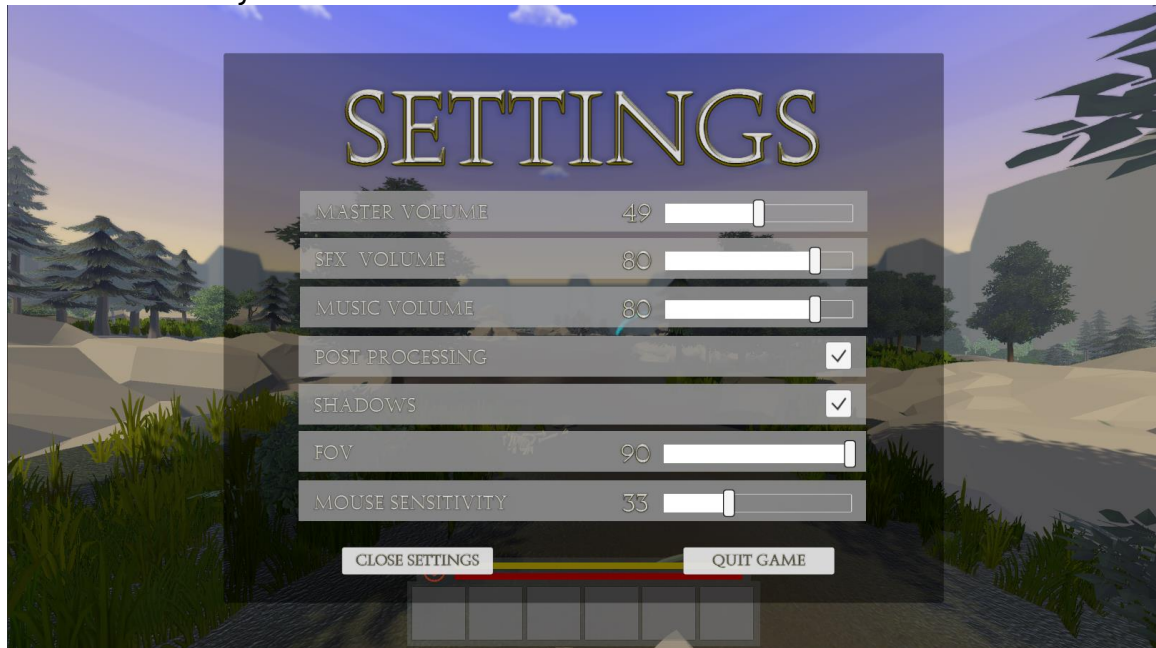 SETTINGS
MASTER VOLUME 49
SFX VOLUME 80
MUSIC VOLUME 80
POST PROCESSING
SHADOWS
FOV 90
MOUSE SENSITIVITY 33
CLOSE SETTINGS QUIT GAME